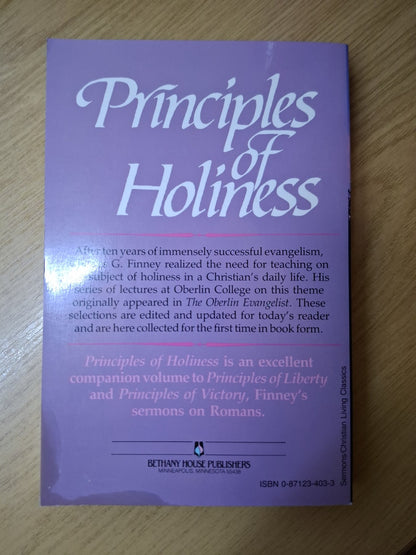 Principles
of
Holiness
After ten years of immensely successful evangelism,
G. Finney realized the need for teaching on
subject of holiness in a Christian's daily life. His
series of lectures at Oberlin College on this theme
originally appeared in The Oberlin Evangelist. These
selections are edited and updated for today's reader
and are here collected for the first time in book form.
Principles of Holiness is an excellent
companion volume to Principles of Liberty
and Principles of Victory, Finney's
sermons on Romans.
BETHANY HOUSE PUBLISHERS
MINNEAPOLIS, MINNESOTA 55438
ISBN 0-87123-403-3
Sermons/Christian Living Classics